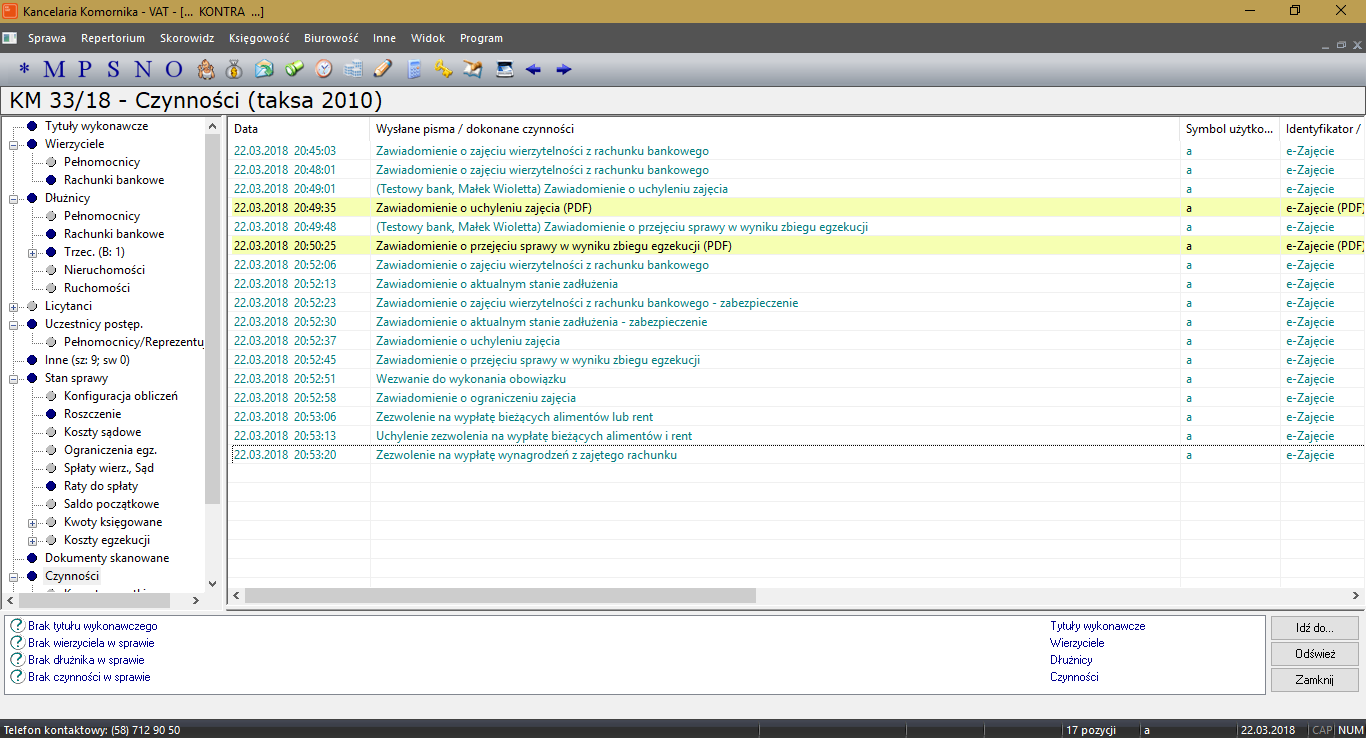 Kancelaria Komornika - VAT - [... KONTRA ...]
Sprawa Repertorium Skorowidz Księgowość Biurowość Inne Widok Program
* M P S N O
KM 33/18 - Czynności (taksa 2010)
Tytuły wykonawcze
Wierzyciele
Pełnomocnicy
Rachunki bankowe
Dłużnicy
Pełnomocnicy
Rachunki bankowe
Trzec. (B: 1)
Nieruchomości
Ruchomości
Licytanci
Uczestnicy postęp.
Pełnomocnicy/Reprezentu
Inne (sz: 9; sw 0)
Stan sprawy
Konfiguracja obliczeń
Roszczenie
Koszty sądowe
Ograniczenia egz.
Spłaty wierz., Sąd
Raty do spłaty
Saldo początkowe
Kwoty księgowane
Koszty egzekucji
Dokumenty skanowane
Czynności
Data Wysłane pisma / dokonane czynności Symbol użytko... Identyfikator /
22.03.2018 20:45:03 Zawiadomienie o zajęciu wierzytelności z rachunku bankowego a e-Zajęcie
22.03.2018 20:48:01 Zawiadomienie o zajęciu wierzytelności z rachunku bankowego a e-Zajęcie
22.03.2018 20:49:01 (Testowy bank, Małek Wioletta) Zawiadomienie o uchyleniu zajęcia a e-Zajęcie
22.03.2018 20:49:35 Zawiadomienie o uchyleniu zajęcia (PDF) a e-Zajęcie (PDF)
22.03.2018 20:49:48 (Testowy bank, Małek Wioletta) Zawiadomienie o przejęciu sprawy w wyniku zbiegu egzekucji a e-Zajęcie
22.03.2018 20:50:25 Zawiadomienie o przejęciu sprawy w wyniku zbiegu egzekucji (PDF) a e-Zajęcie (PDF)
22.03.2018 20:52:06 Zawiadomienie o zajęciu wierzytelności z rachunku bankowego a e-Zajęcie
22.03.2018 20:52:13 Zawiadomienie o aktualnym stanie zadłużenia a e-Zajęcie
22.03.2018 20:52:23 Zawiadomienie o zajęciu wierzytelności z rachunku bankowego - zabezpieczenie a e-Zajęcie
22.03.2018 20:52:30 Zawiadomienie o aktualnym stanie zadłużenia - zabezpieczenie a e-Zajęcie
22.03.2018 20:52:37 Zawiadomienie o uchyleniu zajęcia a e-Zajęcie
22.03.2018 20:52:45 Zawiadomienie o przejęciu sprawy w wyniku zbiegu egzekucji a e-Zajęcie
22.03.2018 20:52:51 Wezwanie do wykonania obowiązku a e-Zajęcie
22.03.2018 20:52:58 Zawiadomienie o ograniczeniu zajęcia a e-Zajęcie
22.03.2018 20:53:06 Zezwolenie na wypłatę bieżących alimentów lub rent a e-Zajęcie
22.03.2018 20:53:13 Uchylenie zezwolenia na wypłatę bieżących alimentów i rent a e-Zajęcie
22.03.2018 20:53:20 Zezwolenie na wypłatę wynagrodzeń z zajętego rachunku a e-Zajęcie
Brak tytułu wykonawczego Tytuły wykonawcze
Brak wierzyciela w sprawie Wierzyciele
Brak dłużnika w sprawie Dłużnicy
Brak czynności w sprawie Czynności
Idź do...
Odśwież
Zamknij
Telefon kontaktowy: (58) 712 90 50 17 pozycji a 22.03.2018 CAP NUM